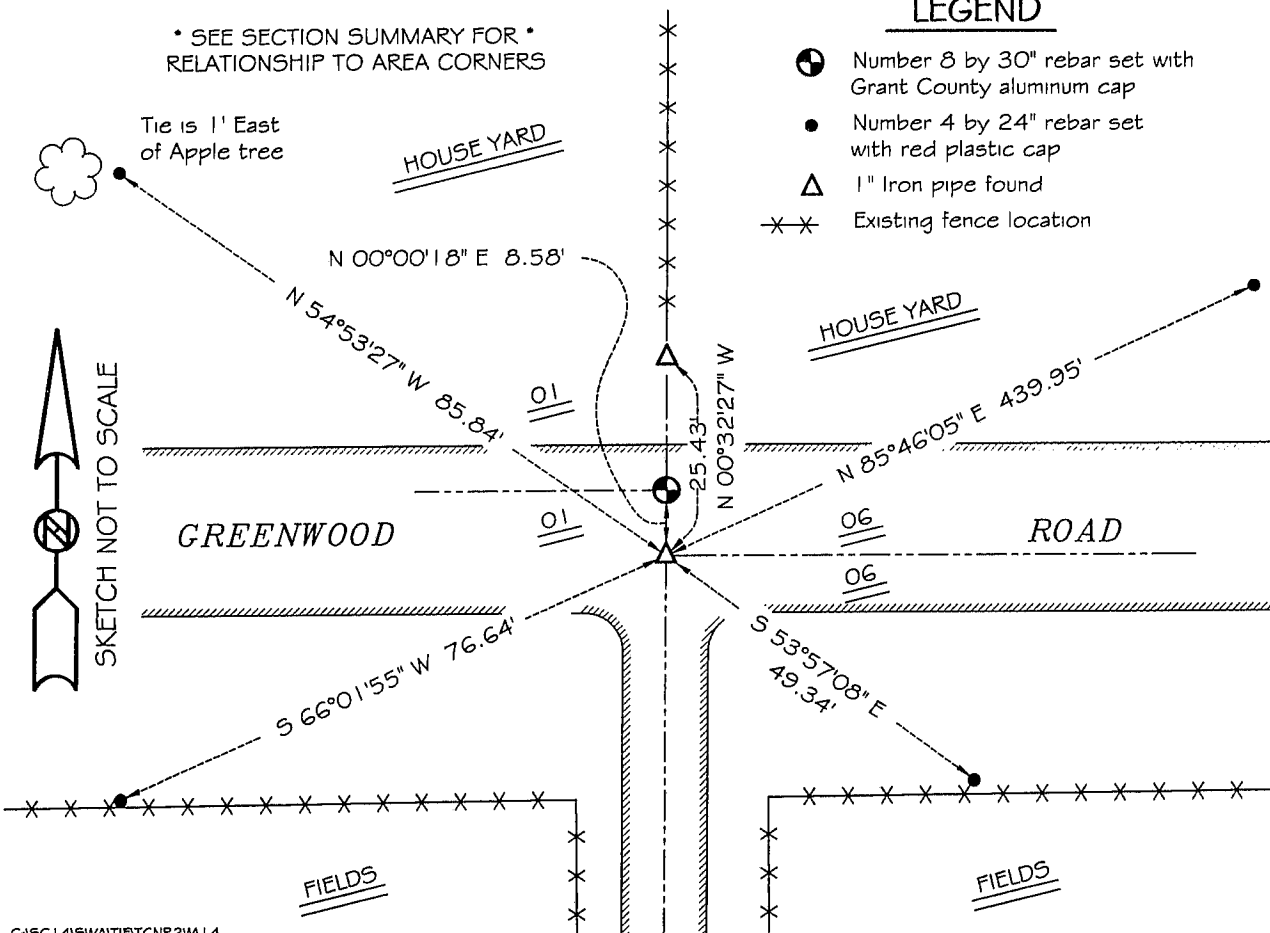 LEGEND
* SEE SECTION SUMMARY FOR *
RELATIONSHIP TO AREA CORNERS
Number 8 by 30" rebar set with
Grant County aluminum cap
Tie is 1' East
of Apple tree
Number 4 by 24" rebar set
with red plastic cap
HOUSE YARD
1" Iron pipe found
Existing fence location
N 00°00'18" E 8.58'
N 54°53'27" W 85.84'
HOUSE YARD
SKETCH NOT TO SCALE
N
01
25.43'
N 00°32'27" W
N 85°46'05" E 439.95'
GREENWOOD
01
06
ROAD
06
S 66°01'55" W 76.64'
S 53°57'08" E
49.34'
FIELDS
FIELDS